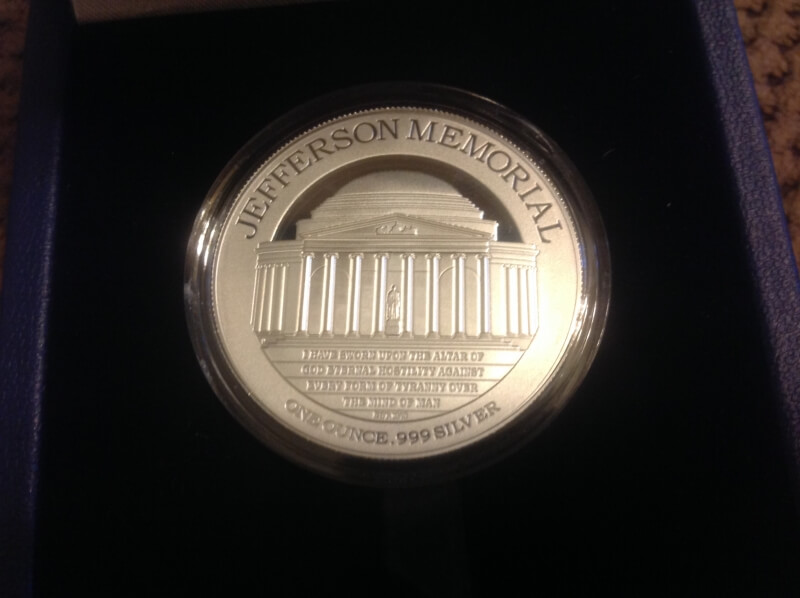 JEFFERSON MEMORIAL
I HAVE SWORN UPON THE ALTAR OF
GOD ETERNAL HOSTILITY AGAINST
EVERY FORM OF TYRANNY OVER
THE MIND OF MAN
ONE OUNCE .999 SILVER